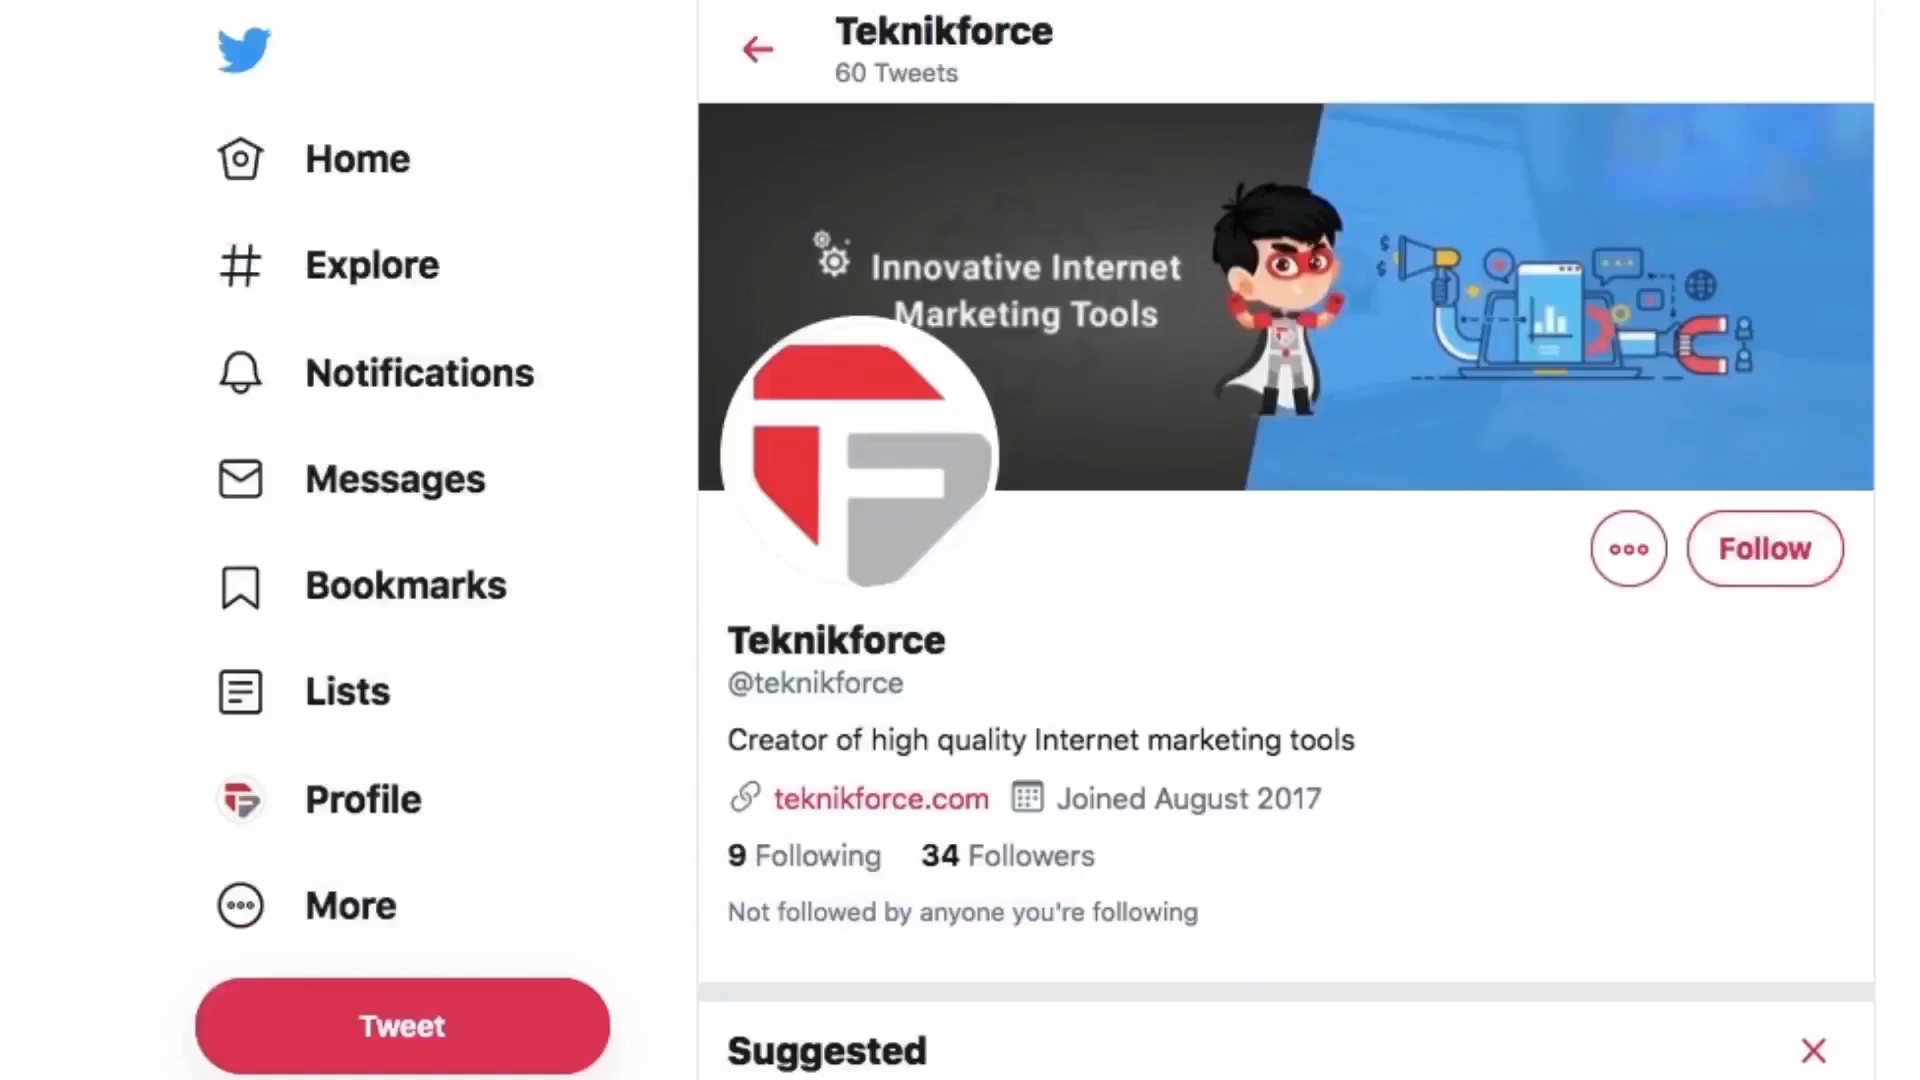 Home
Explore
Notifications
Messages
Bookmarks
Lists
Profile
More
Tweet
Teknikforce
60 Tweets
Innovative Internet
Marketing Tools
Follow
Teknikforce
@teknikforce
Creator of high quality Internet marketing tools
teknikforce.com Joined August 2017
9 Following 34 Followers
Not followed by anyone you're following
Suggested